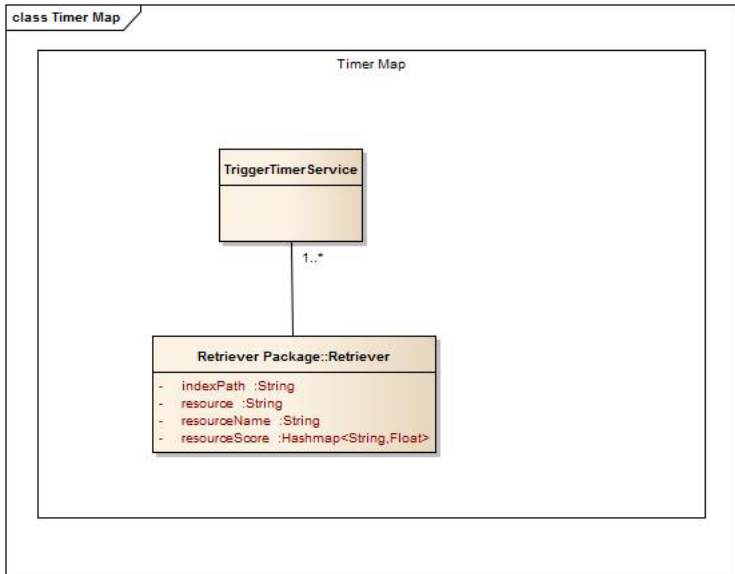 class Timer Map
Timer Map
TriggerTimerService
1..*
Retriever Package::Retriever
- indexPath :String
- resource :String
- resourceName :String
- resourceScore :Hashmap<String,Float>